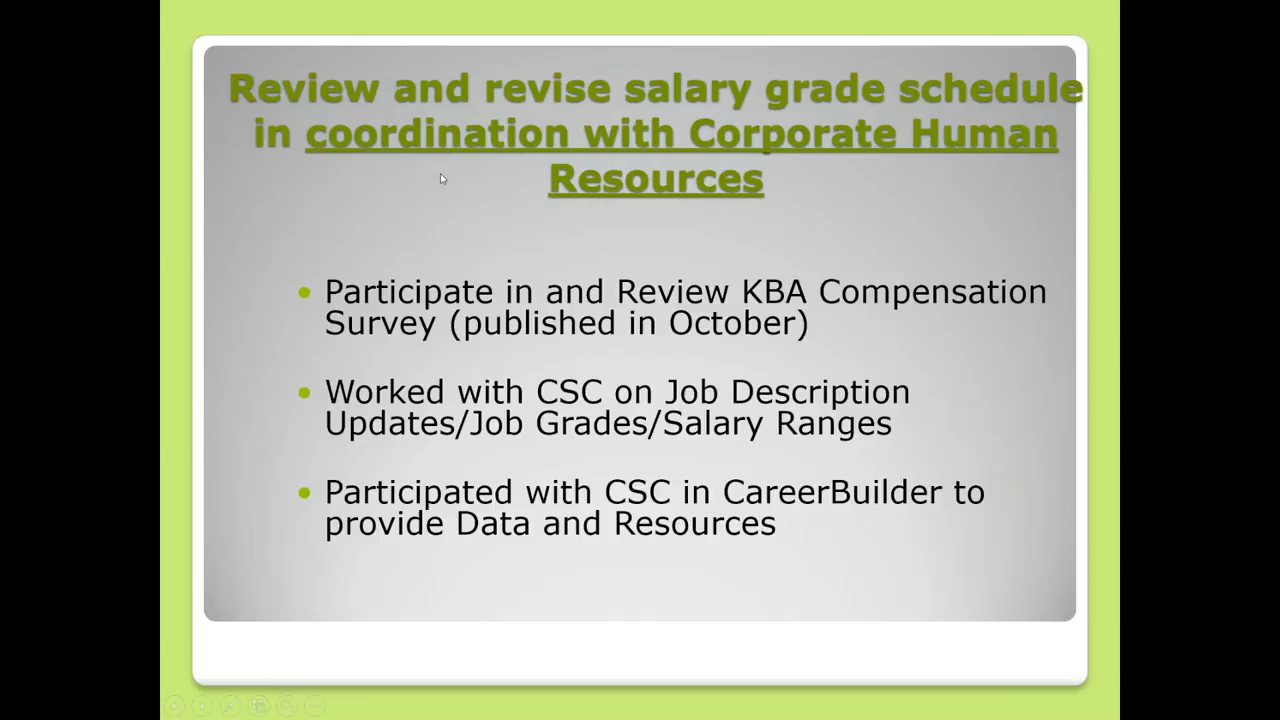 Review and revise salary grade schedule
in coordination with Corporate Human
Resources
• Participate in and Review KBA Compensation
Survey (published in October)
• Worked with CSC on Job Description
Updates/Job Grades/Salary Ranges
• Participated with CSC in CareerBuilder to
provide Data and Resources